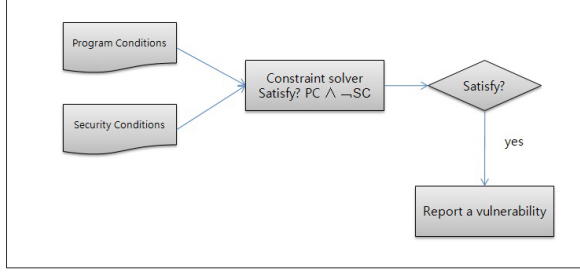 Program Conditions
Security Conditions
Constraint solver
Satisfy? PC ∧ ¬SC
Satisfy?
yes
Report a vulnerability